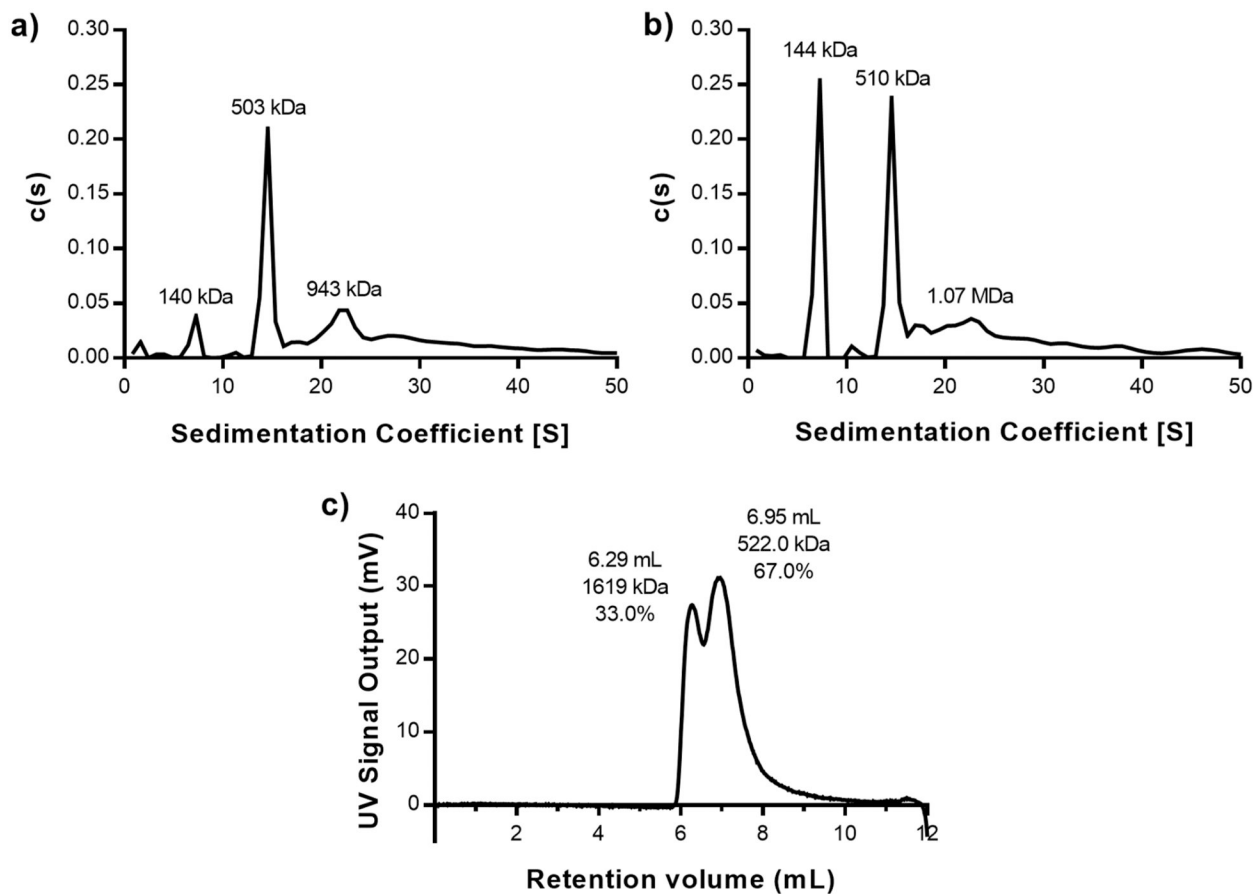 a)
0.30
0.25
0.20
0.15
0.10
0.05
0.00
c(s)
140 kDa
503 kDa
943 kDa
0 10 20 30 40 50
Sedimentation Coefficient [S]
b)
0.30
0.25
0.20
0.15
0.10
0.05
0.00
c(s)
144 kDa
510 kDa
1.07 MDa
0 10 20 30 40 50
Sedimentation Coefficient [S]
c)
40
30
20
10
0
UV Signal Output (mV)
6.29 mL
1619 kDa
33.0%
6.95 mL
522.0 kDa
67.0%
2 4 6 8 10 12
Retention volume (mL)